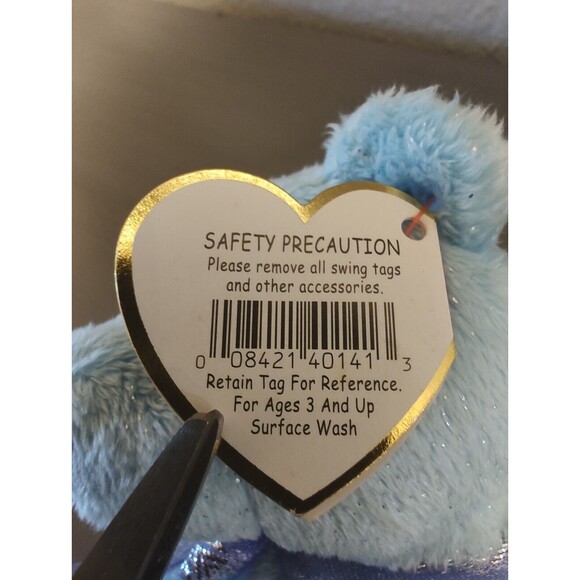 SAFETY PRECAUTION
Please remove all swing tags
and other accessories.
0 08421 40141 3
Retain Tag For Reference.
For Ages 3 And Up
Surface Wash